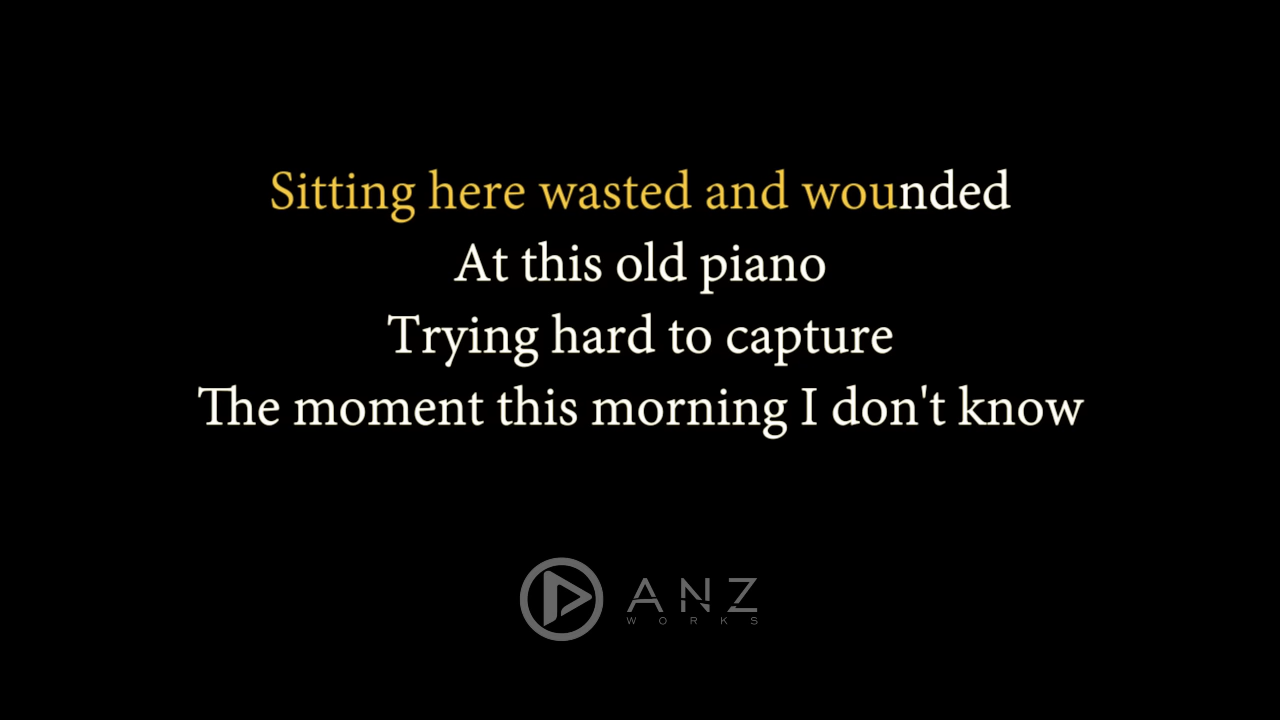 Sitting here wasted and wounded
At this old piano
Trying hard to capture
The moment this morning I don't know
ANZ
WORKS